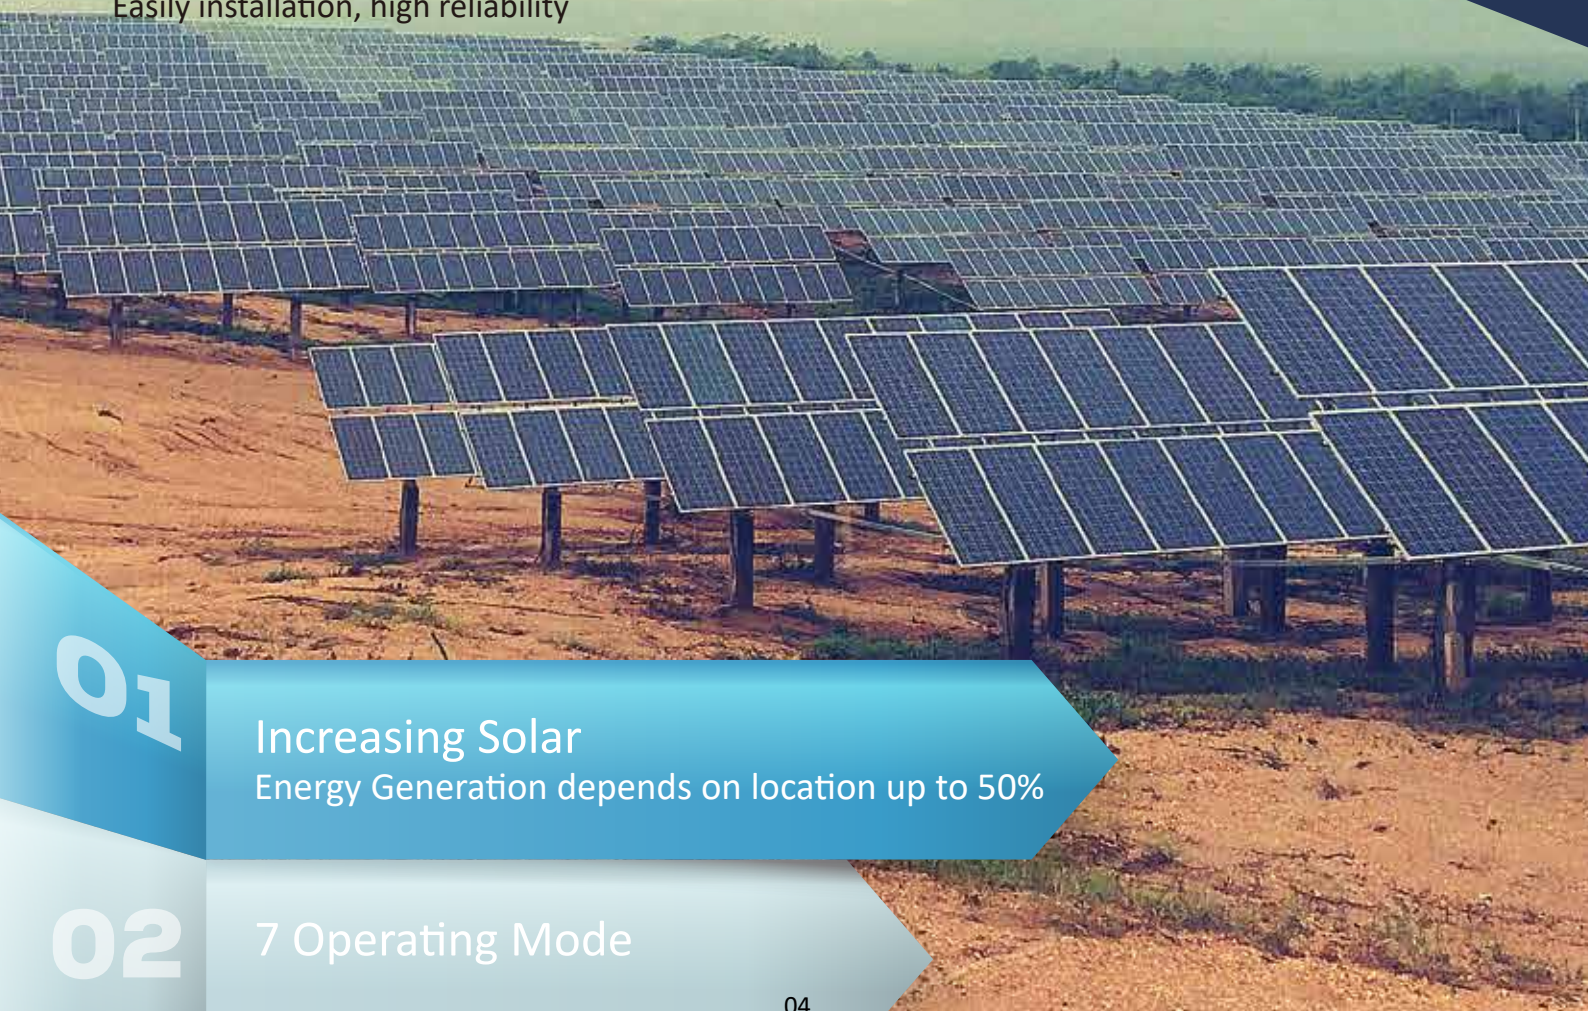 Easily installation, high reliability
01
Increasing Solar
Energy Generation depends on location up to 50%
02
7 Operating Mode
04